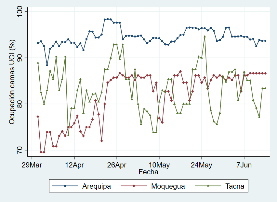 Ocupación camas UCI (%)
100
90
80
70
29Mar 12Apr 26Apr 10May 24May 7Jun
Fecha
Arequipa Moquegua Tacna